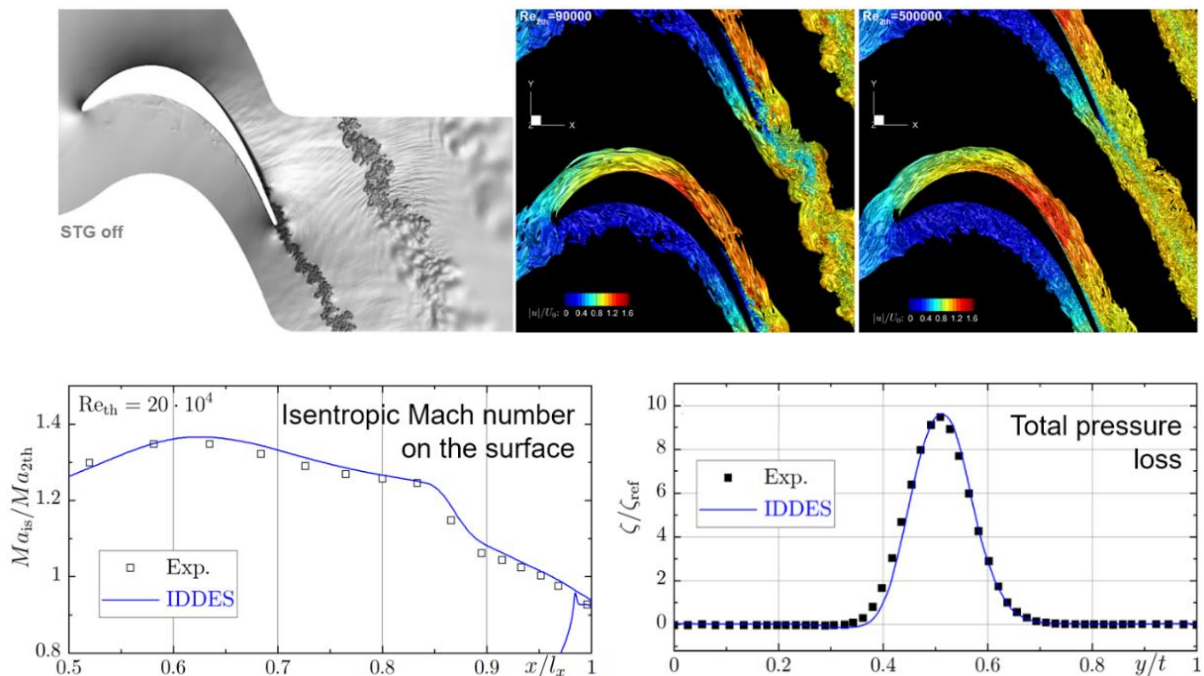 STG off
Re2th=90000
Y
Z
X
|u|/U0: 0 0.4 0.8 1.2 1.6
Re2th=500000
Y
Z
X
|u|/U0: 0 0.4 0.8 1.2 1.6
Reth = 20 · 10⁴
Isentropic Mach number
on the surface
Mais/Ma2th
1.4
1.2
1
0.8
□ Exp.
IDDES
0.5 0.6 0.7 0.8 0.9 x/lx 1
Total pressure
loss
ζ/ζref
10
8
6
4
2
0
■ Exp.
IDDES
0 0.2 0.4 0.6 0.8 y/t 1